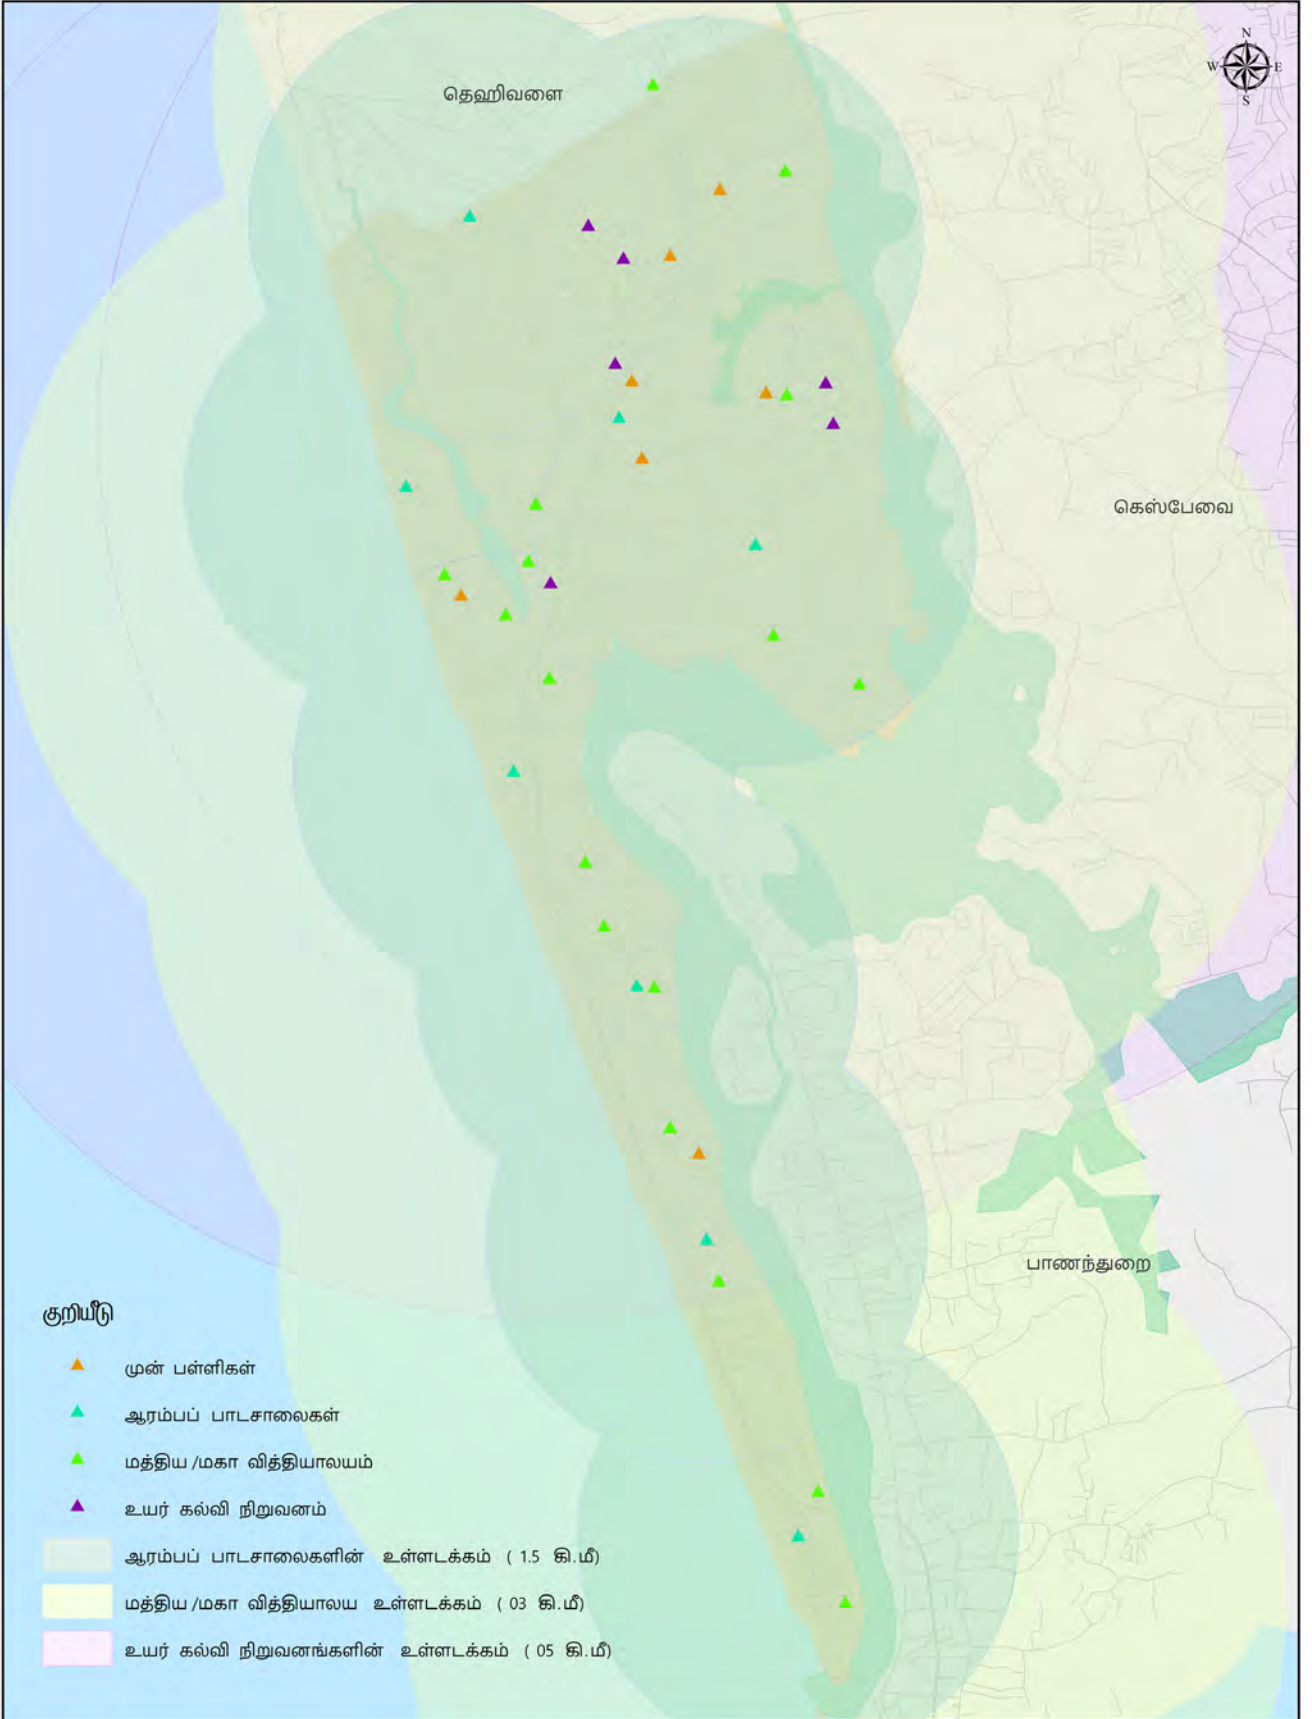 N
W E
S
தெஹிவளை
கெஸ்பேவை
பாணந்துறை
குறியீடு
முன் பள்ளிகள்
ஆரம்பப் பாடசாலைகள்
மத்திய /மகா வித்தியாலயம்
உயர் கல்வி நிறுவனம்
ஆரம்பப் பாடசாலைகளின் உள்ளடக்கம் ( 1.5 கி.மீ)
மத்திய /மகா வித்தியாலய உள்ளடக்கம் ( 03 கி.மீ)
உயர் கல்வி நிறுவனங்களின் உள்ளடக்கம் ( 05 கி.மீ)